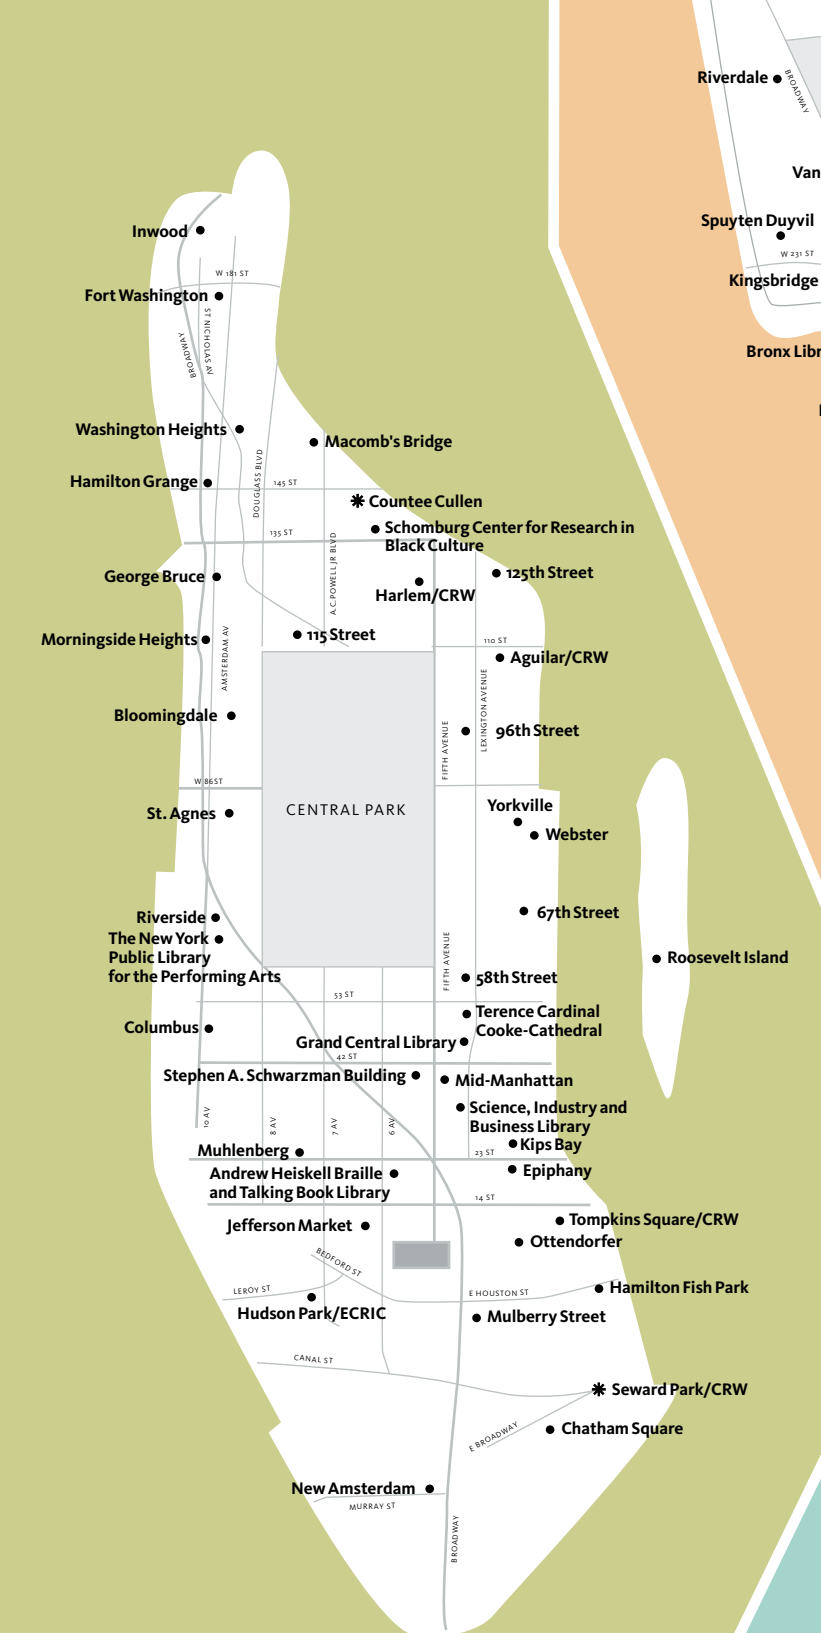 Riverdale
BROADWAY
Van
Spuyten Duyvil
W 231 ST
Kingsbridge
Bronx Libr
Inwood
W 181 ST
Fort Washington
ST NICHOLAS AV
BROADWAY
Washington Heights
Macomb's Bridge
DOUGLASS BLVD
Hamilton Grange
145 ST
Countee Cullen
Schomburg Center for Research in
Black Culture
135 ST
A.C.POWELL JR BLVD
125th Street
George Bruce
Harlem/CRW
115 Street
Morningside Heights
110 ST
AMSTERDAM AV
Aguilar/CRW
LEXINGTON AVENUE
Bloomingdale
96th Street
FIFTH AVENUE
W 86 ST
CENTRAL PARK
Yorkville
St. Agnes
Webster
67th Street
Riverside
The New York
Public Library
for the Performing Arts
FIFTH AVENUE
Roosevelt Island
58th Street
53 ST
Terence Cardinal
Cooke-Cathedral
Columbus
Grand Central Library
42 ST
Stephen A. Schwarzman Building
Mid-Manhattan
Science, Industry and
Business Library
10 AV
8 AV
7 AV
6 AV
Kips Bay
Muhlenberg
23 ST
Epiphany
Andrew Heiskell Braille
and Talking Book Library
14 ST
Jefferson Market
Tompkins Square/CRW
Ottendorfer
BEDFORD ST
LEROY ST
E HOUSTON ST
Hamilton Fish Park
Hudson Park/ECRIC
Mulberry Street
CANAL ST
Seward Park/CRW
E BROADWAY
Chatham Square
New Amsterdam
MURRAY ST
BROADWAY